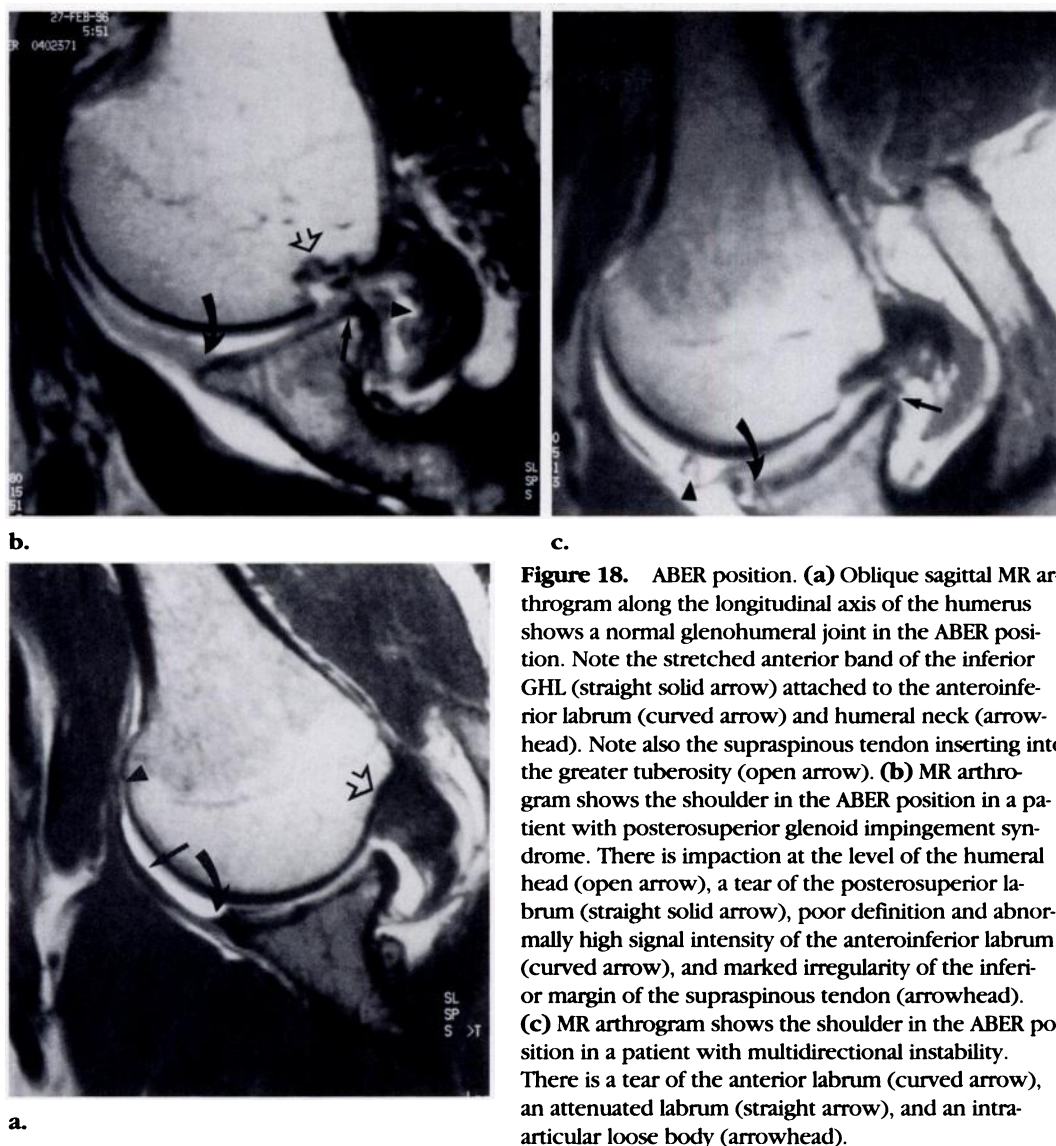 27-FEB-96
5:51
ER 0402371
80
15
51
SL
SP
S
0
5
1
3
b.
c.
SL
SP
S >T
a.
Figure 18. ABER position. (a) Oblique sagittal MR ar-
throgram along the longitudinal axis of the humerus
shows a normal glenohumeral joint in the ABER posi-
tion. Note the stretched anterior band of the inferior
GHL (straight solid arrow) attached to the anteroinfe-
rior labrum (curved arrow) and humeral neck (arrow-
head). Note also the supraspinous tendon inserting into
the greater tuberosity (open arrow). (b) MR arthro-
gram shows the shoulder in the ABER position in a pa-
tient with posterosuperior glenoid impingement syn-
drome. There is impaction at the level of the humeral
head (open arrow), a tear of the posterosuperior la-
brum (straight solid arrow), poor definition and abnor-
mally high signal intensity of the anteroinferior labrum
(curved arrow), and marked irregularity of the inferi-
or margin of the supraspinous tendon (arrowhead).
(c) MR arthrogram shows the shoulder in the ABER po-
sition in a patient with multidirectional instability.
There is a tear of the anterior labrum (curved arrow),
an attenuated labrum (straight arrow), and an intra-
articular loose body (arrowhead).